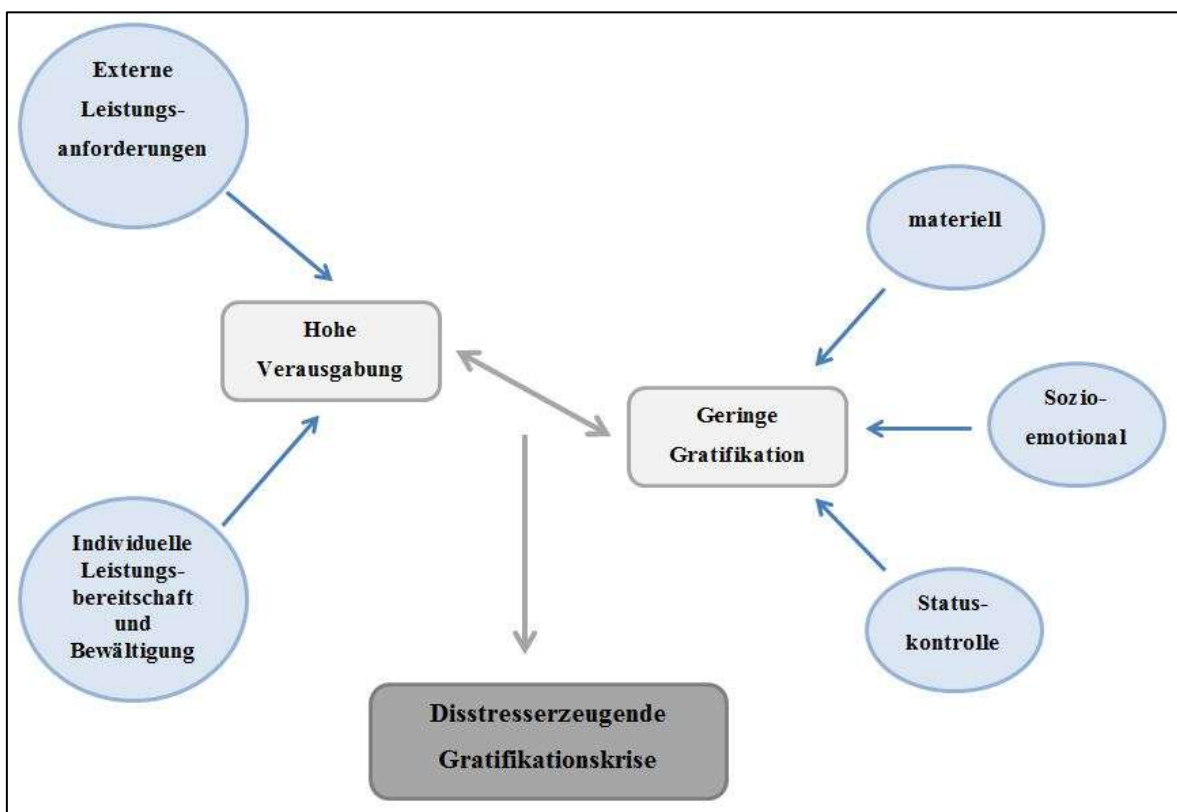 Externe
Leistungs-
anforderungen
materiell
Hohe
Verausgabung
Sozio-
emotional
Geringe
Gratifikation
Individuelle
Leistungs-
bereitschaft
und
Bewältigung
Status-
kontrolle
Disstresserzeugende
Gratifikationskrise